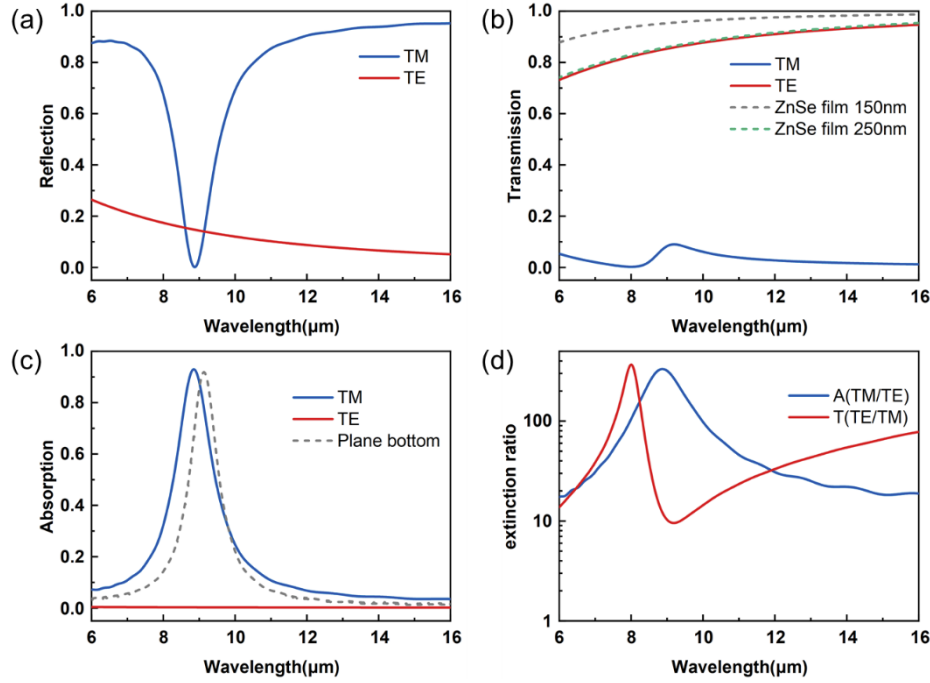 (a)
1.0
0.8
0.6
0.4
0.2
0.0
Reflection
TM
TE
6 8 10 12 14 16
Wavelength(μm)
(b)
1.0
0.8
0.6
0.4
0.2
0.0
Transmission
TM
TE
ZnSe film 150nm
ZnSe film 250nm
6 8 10 12 14 16
Wavelength(μm)
(c)
1.0
0.8
0.6
0.4
0.2
0.0
Absorption
TM
TE
Plane bottom
6 8 10 12 14 16
Wavelength(μm)
(d)
100
10
1
extinction ratio
A(TM/TE)
T(TE/TM)
6 8 10 12 14 16
Wavelength(μm)